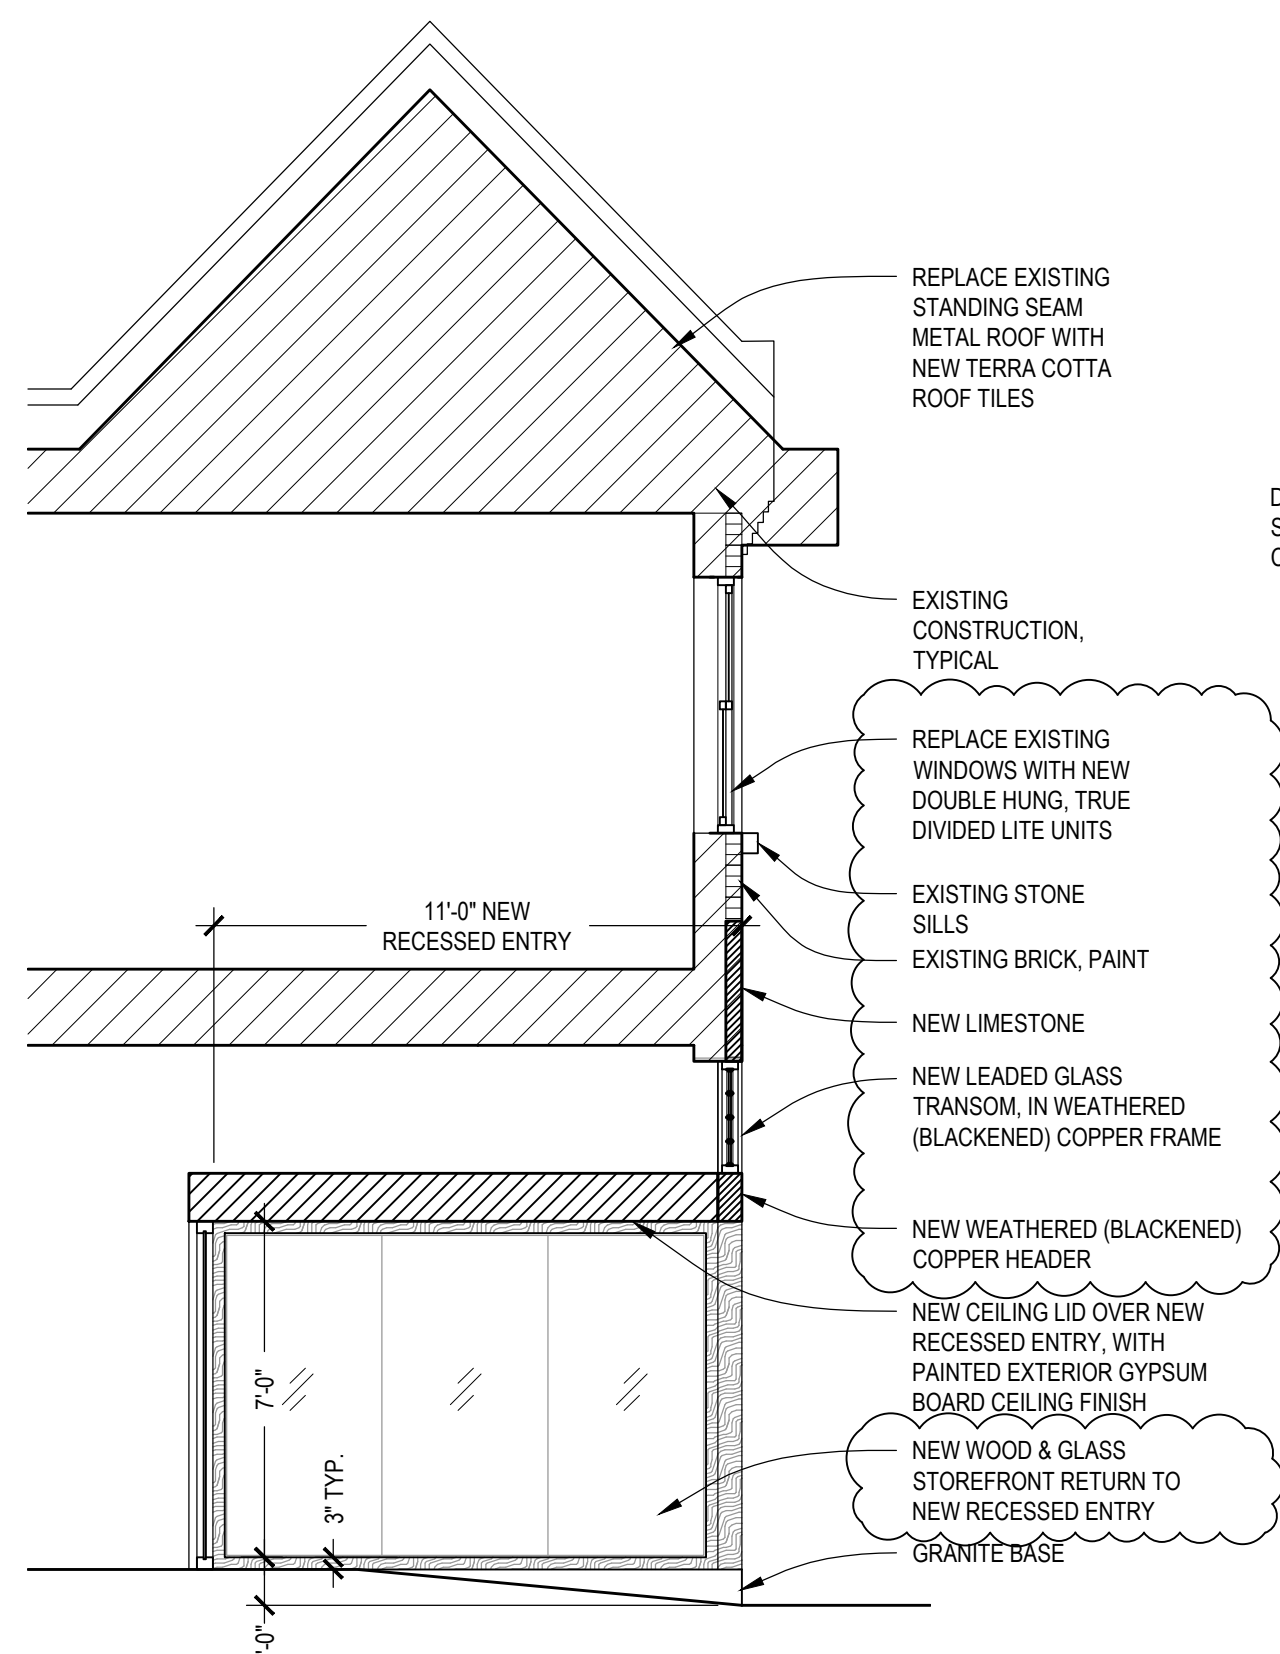 REPLACE EXISTING
STANDING SEAM
METAL ROOF WITH
NEW TERRA COTTA
ROOF TILES
EXISTING
CONSTRUCTION,
TYPICAL
REPLACE EXISTING
WINDOWS WITH NEW
DOUBLE HUNG, TRUE
DIVIDED LITE UNITS
EXISTING STONE
SILLS
11'-0" NEW
RECESSED ENTRY
EXISTING BRICK, PAINT
NEW LIMESTONE
NEW LEADED GLASS
TRANSOM, IN WEATHERED
(BLACKENED) COPPER FRAME
NEW WEATHERED (BLACKENED)
COPPER HEADER
NEW CEILING LID OVER NEW
RECESSED ENTRY, WITH
PAINTED EXTERIOR GYPSUM
BOARD CEILING FINISH
7'-0"
3" TYP.
NEW WOOD & GLASS
STOREFRONT RETURN TO
NEW RECESSED ENTRY
GRANITE BASE
'-0"